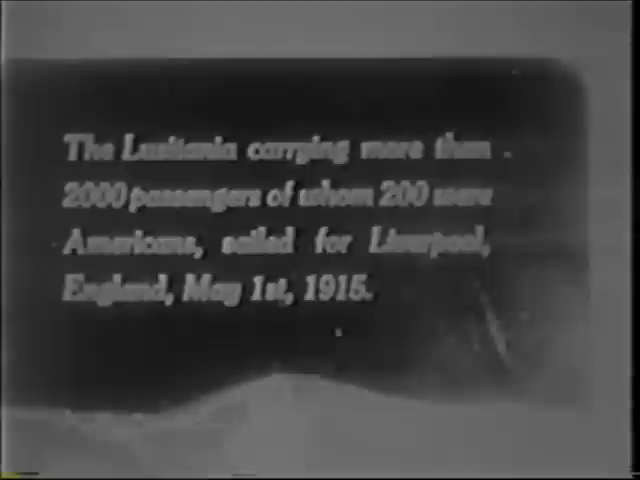 The Lusitania carrying more than
2000 passengers of whom 200 were
Americans, sailed for Liverpool,
England, May 1st, 1915.